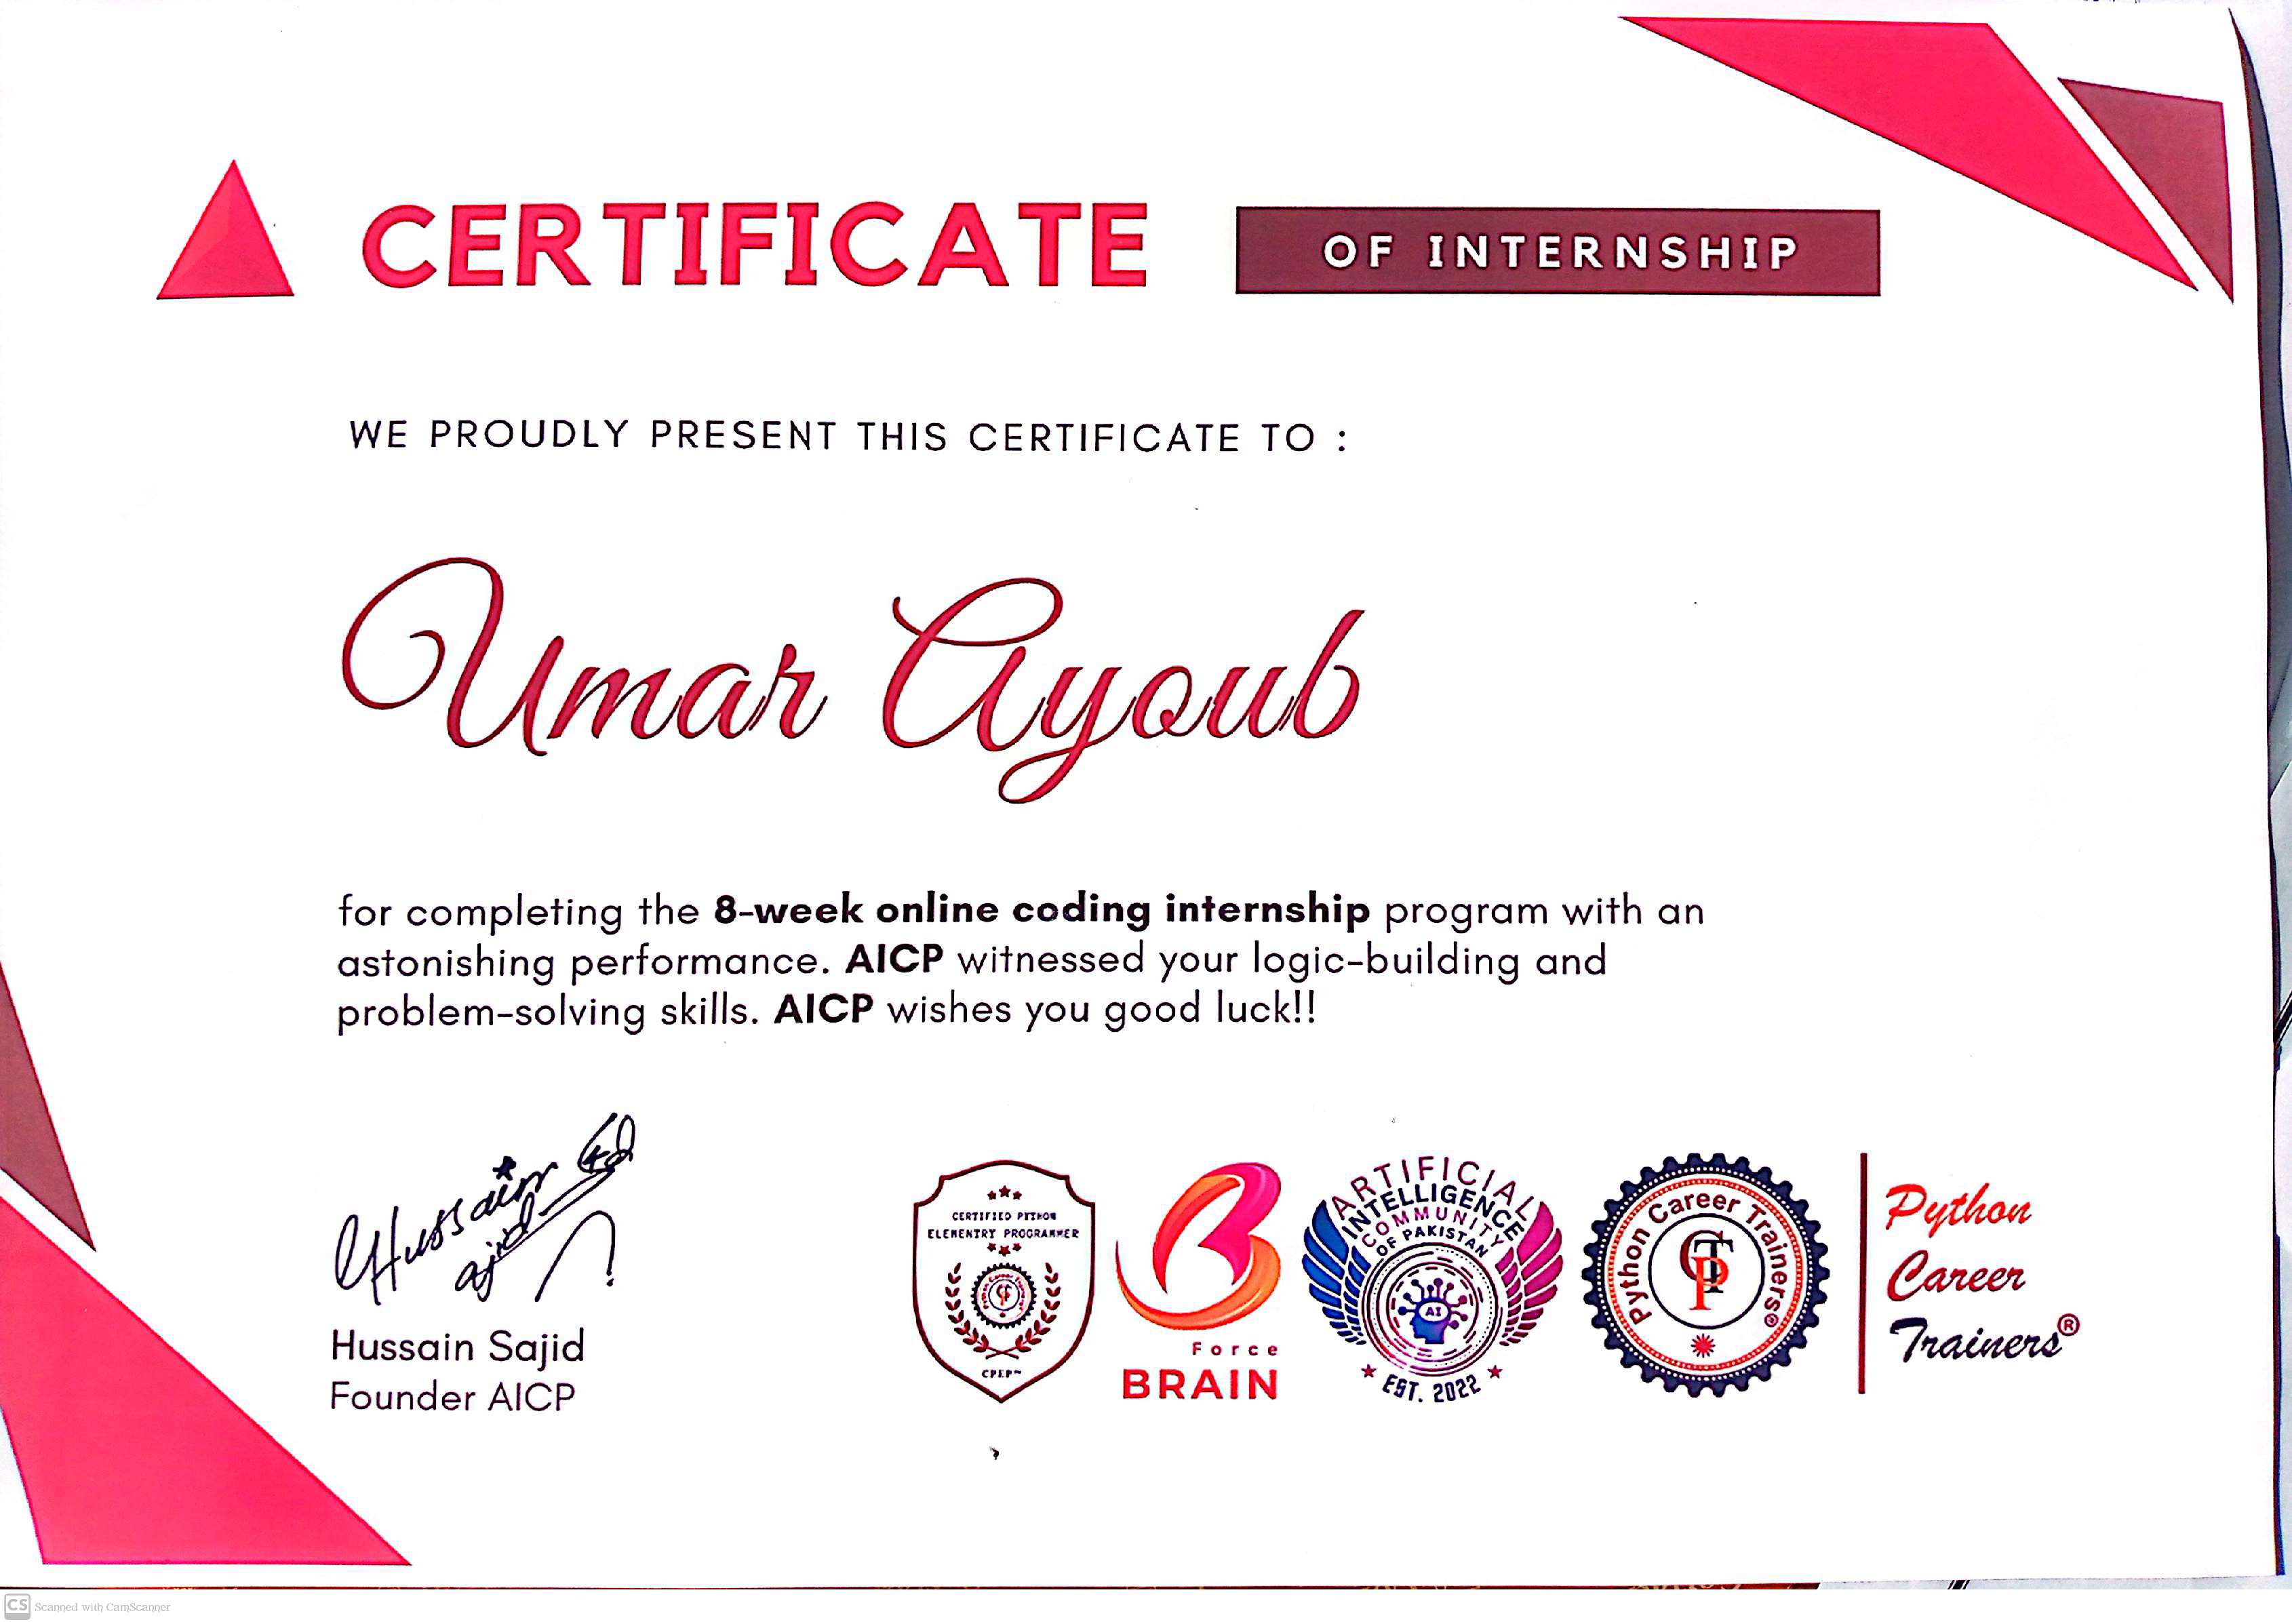 CERTIFICATE
OF INTERNSHIP
WE PROUDLY PRESENT THIS CERTIFICATE TO :
Umar Ayoub
for completing the 8-week online coding internship program with an
astonishing performance. AICP witnessed your logic-building and
problem-solving skills. AICP wishes you good luck!!
Hussain
Hussain Sajid
Founder AICP
CERTIFIED PYTHON
ELEMENTRY PROGRAMMER
CPEP™
Force
BRAIN
ARTIFICIAL
INTELLIGENCE
COMMUNITY
OF PAKISTAN
AI
EST. 2022
Python Career Trainers®
CTP
Python
Career
Trainers®
CS Scanned with CamScanner